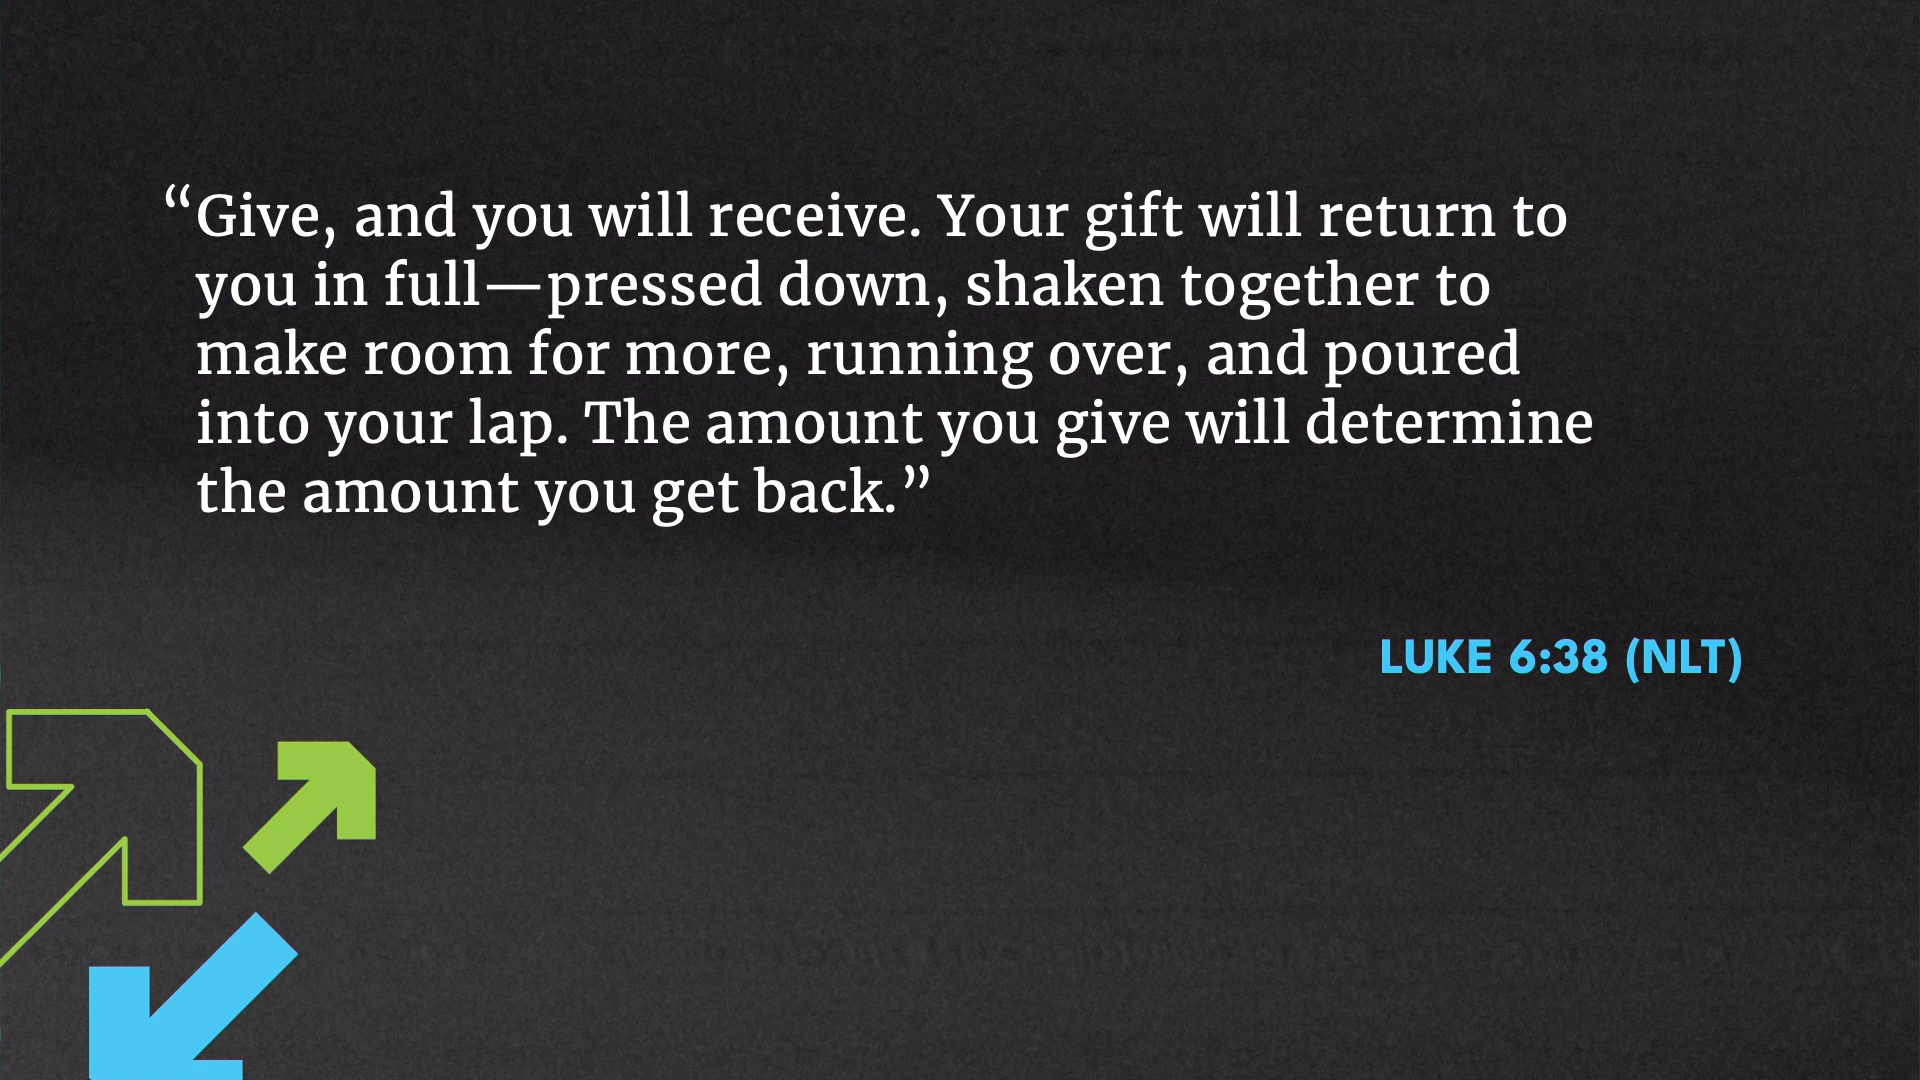 “Give, and you will receive. Your gift will return to
you in full—pressed down, shaken together to
make room for more, running over, and poured
into your lap. The amount you give will determine
the amount you get back.”
LUKE 6:38 (NLT)